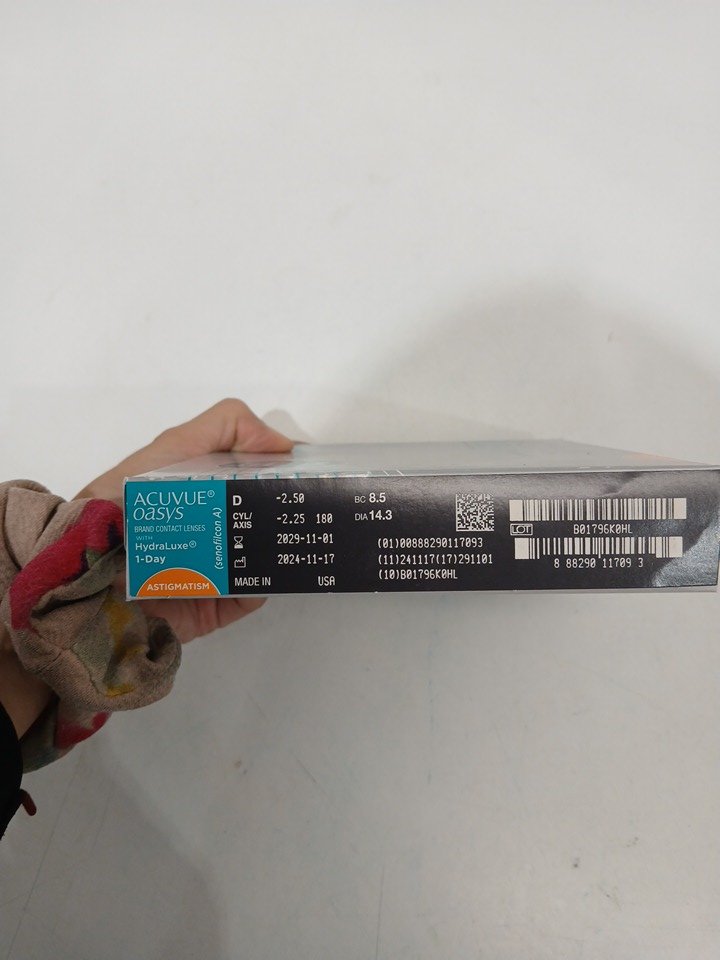 ACUVUE®
oasys
BRAND CONTACT LENSES
WITH
HydraLuxe®
1-Day
ASTIGMATISM
(senofilcon A)
D -2.50
CYL/
AXIS -2.25 180
2029-11-01
2024-11-17
MADE IN USA
BC 8.5
DIA 14.3
(01)00888290117093
(11)241117(17)291101
(10)B01796K0HL
LOT B01796K0HL
8 88290 11709 3